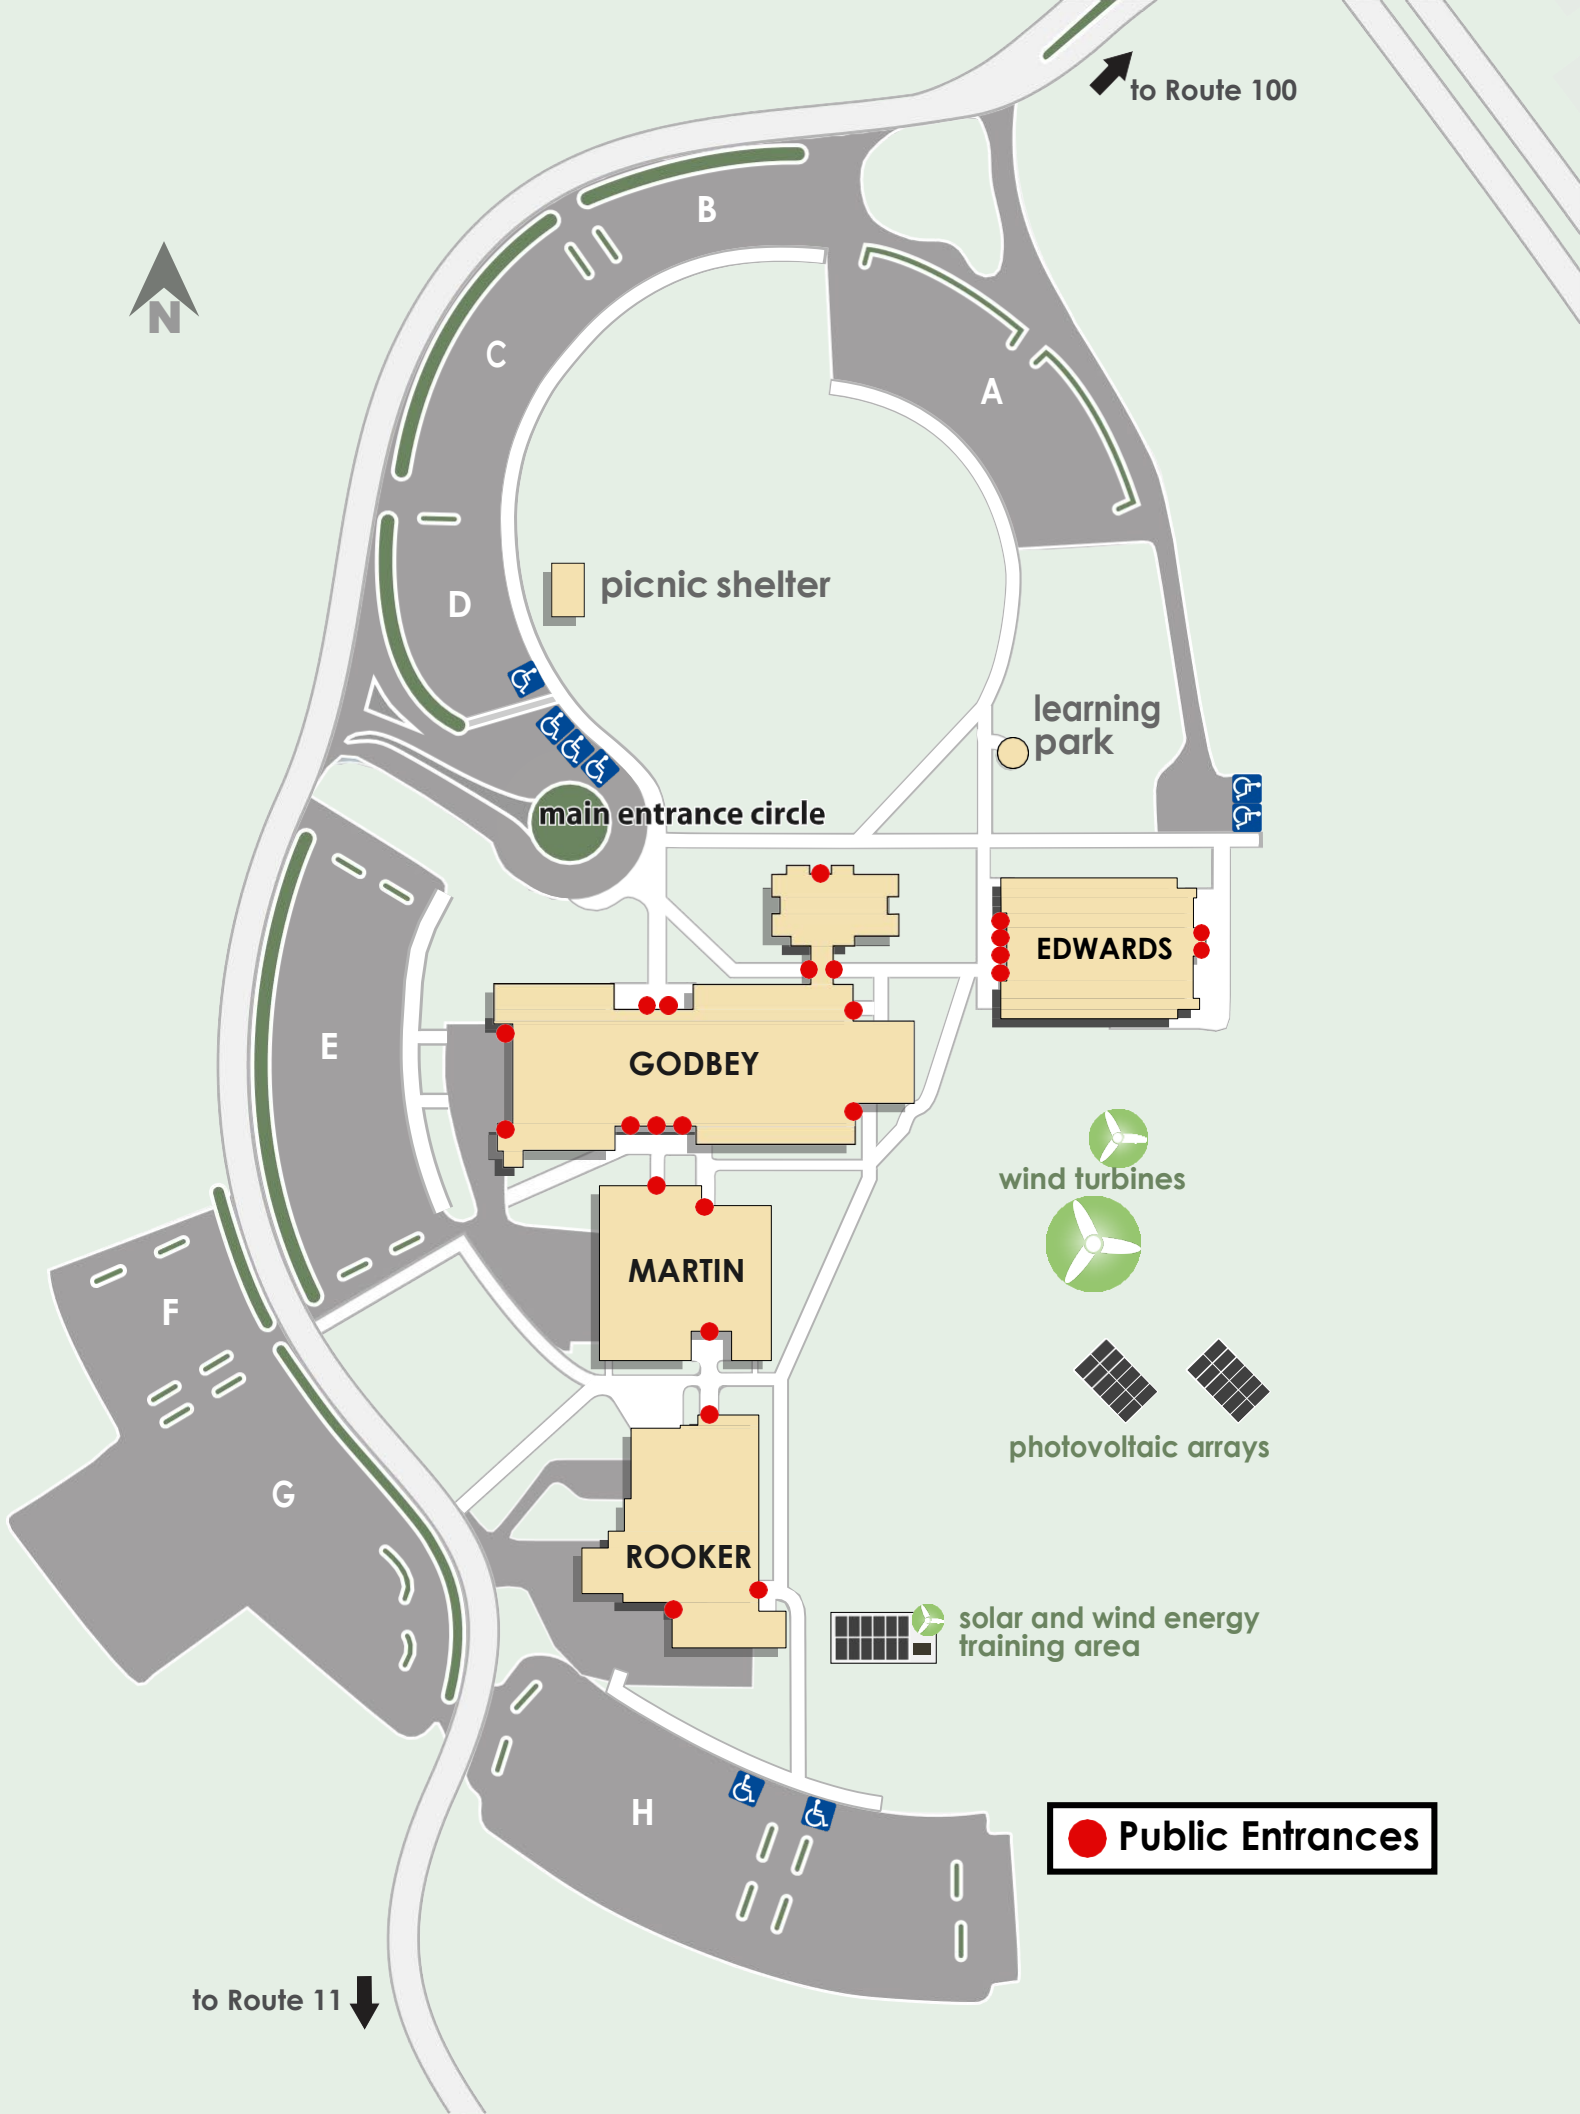 to Route 100
B
N
C
A
picnic shelter
D
learning
park
main entrance circle
EDWARDS
E
GODBEY
wind turbines
MARTIN
F
photovoltaic arrays
G
ROOKER
solar and wind energy
training area
H
Public Entrances
to Route 11